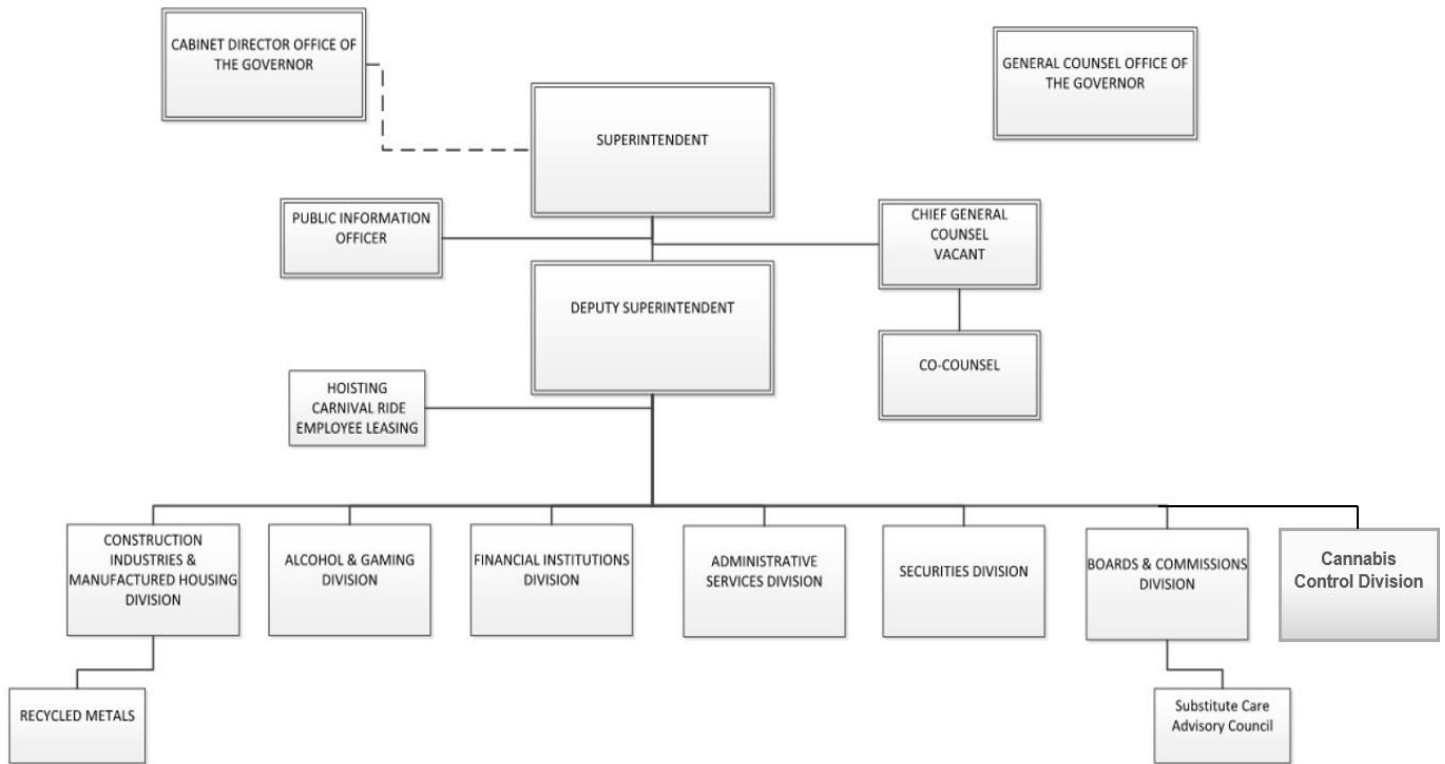 CABINET DIRECTOR OFFICE OF
THE GOVERNOR
GENERAL COUNSEL OFFICE OF
THE GOVERNOR
SUPERINTENDENT
PUBLIC INFORMATION
OFFICER
CHIEF GENERAL
COUNSEL
VACANT
DEPUTY SUPERINTENDENT
CO-COUNSEL
HOISTING
CARNIVAL RIDE
EMPLOYEE LEASING
CONSTRUCTION
INDUSTRIES &
MANUFACTURED HOUSING
DIVISION
ALCOHOL & GAMING
DIVISION
FINANCIAL INSTITUTIONS
DIVISION
ADMINISTRATIVE
SERVICES DIVISION
SECURITIES DIVISION
BOARDS & COMMISSIONS
DIVISION
Cannabis
Control Division
RECYCLED METALS
Substitute Care
Advisory Council